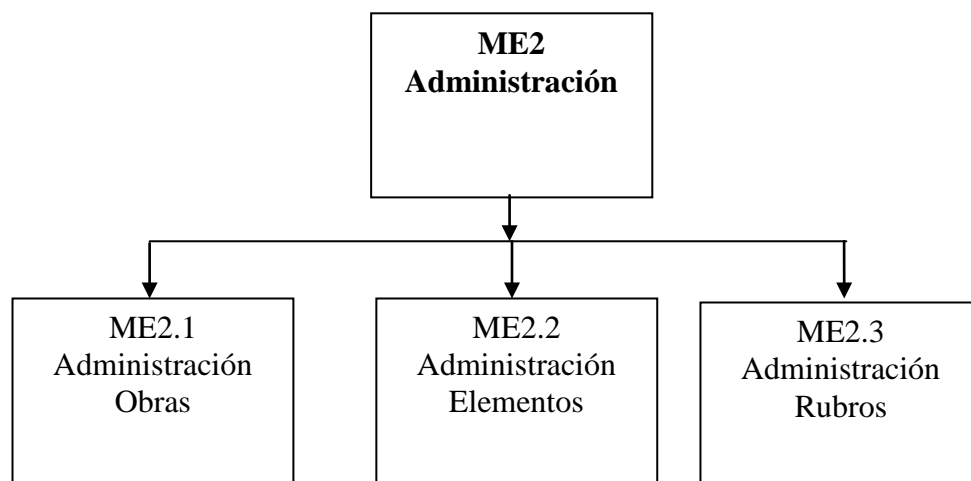 ME2
Administración
ME2.1
Administración
Obras
ME2.2
Administración
Elementos
ME2.3
Administración
Rubros